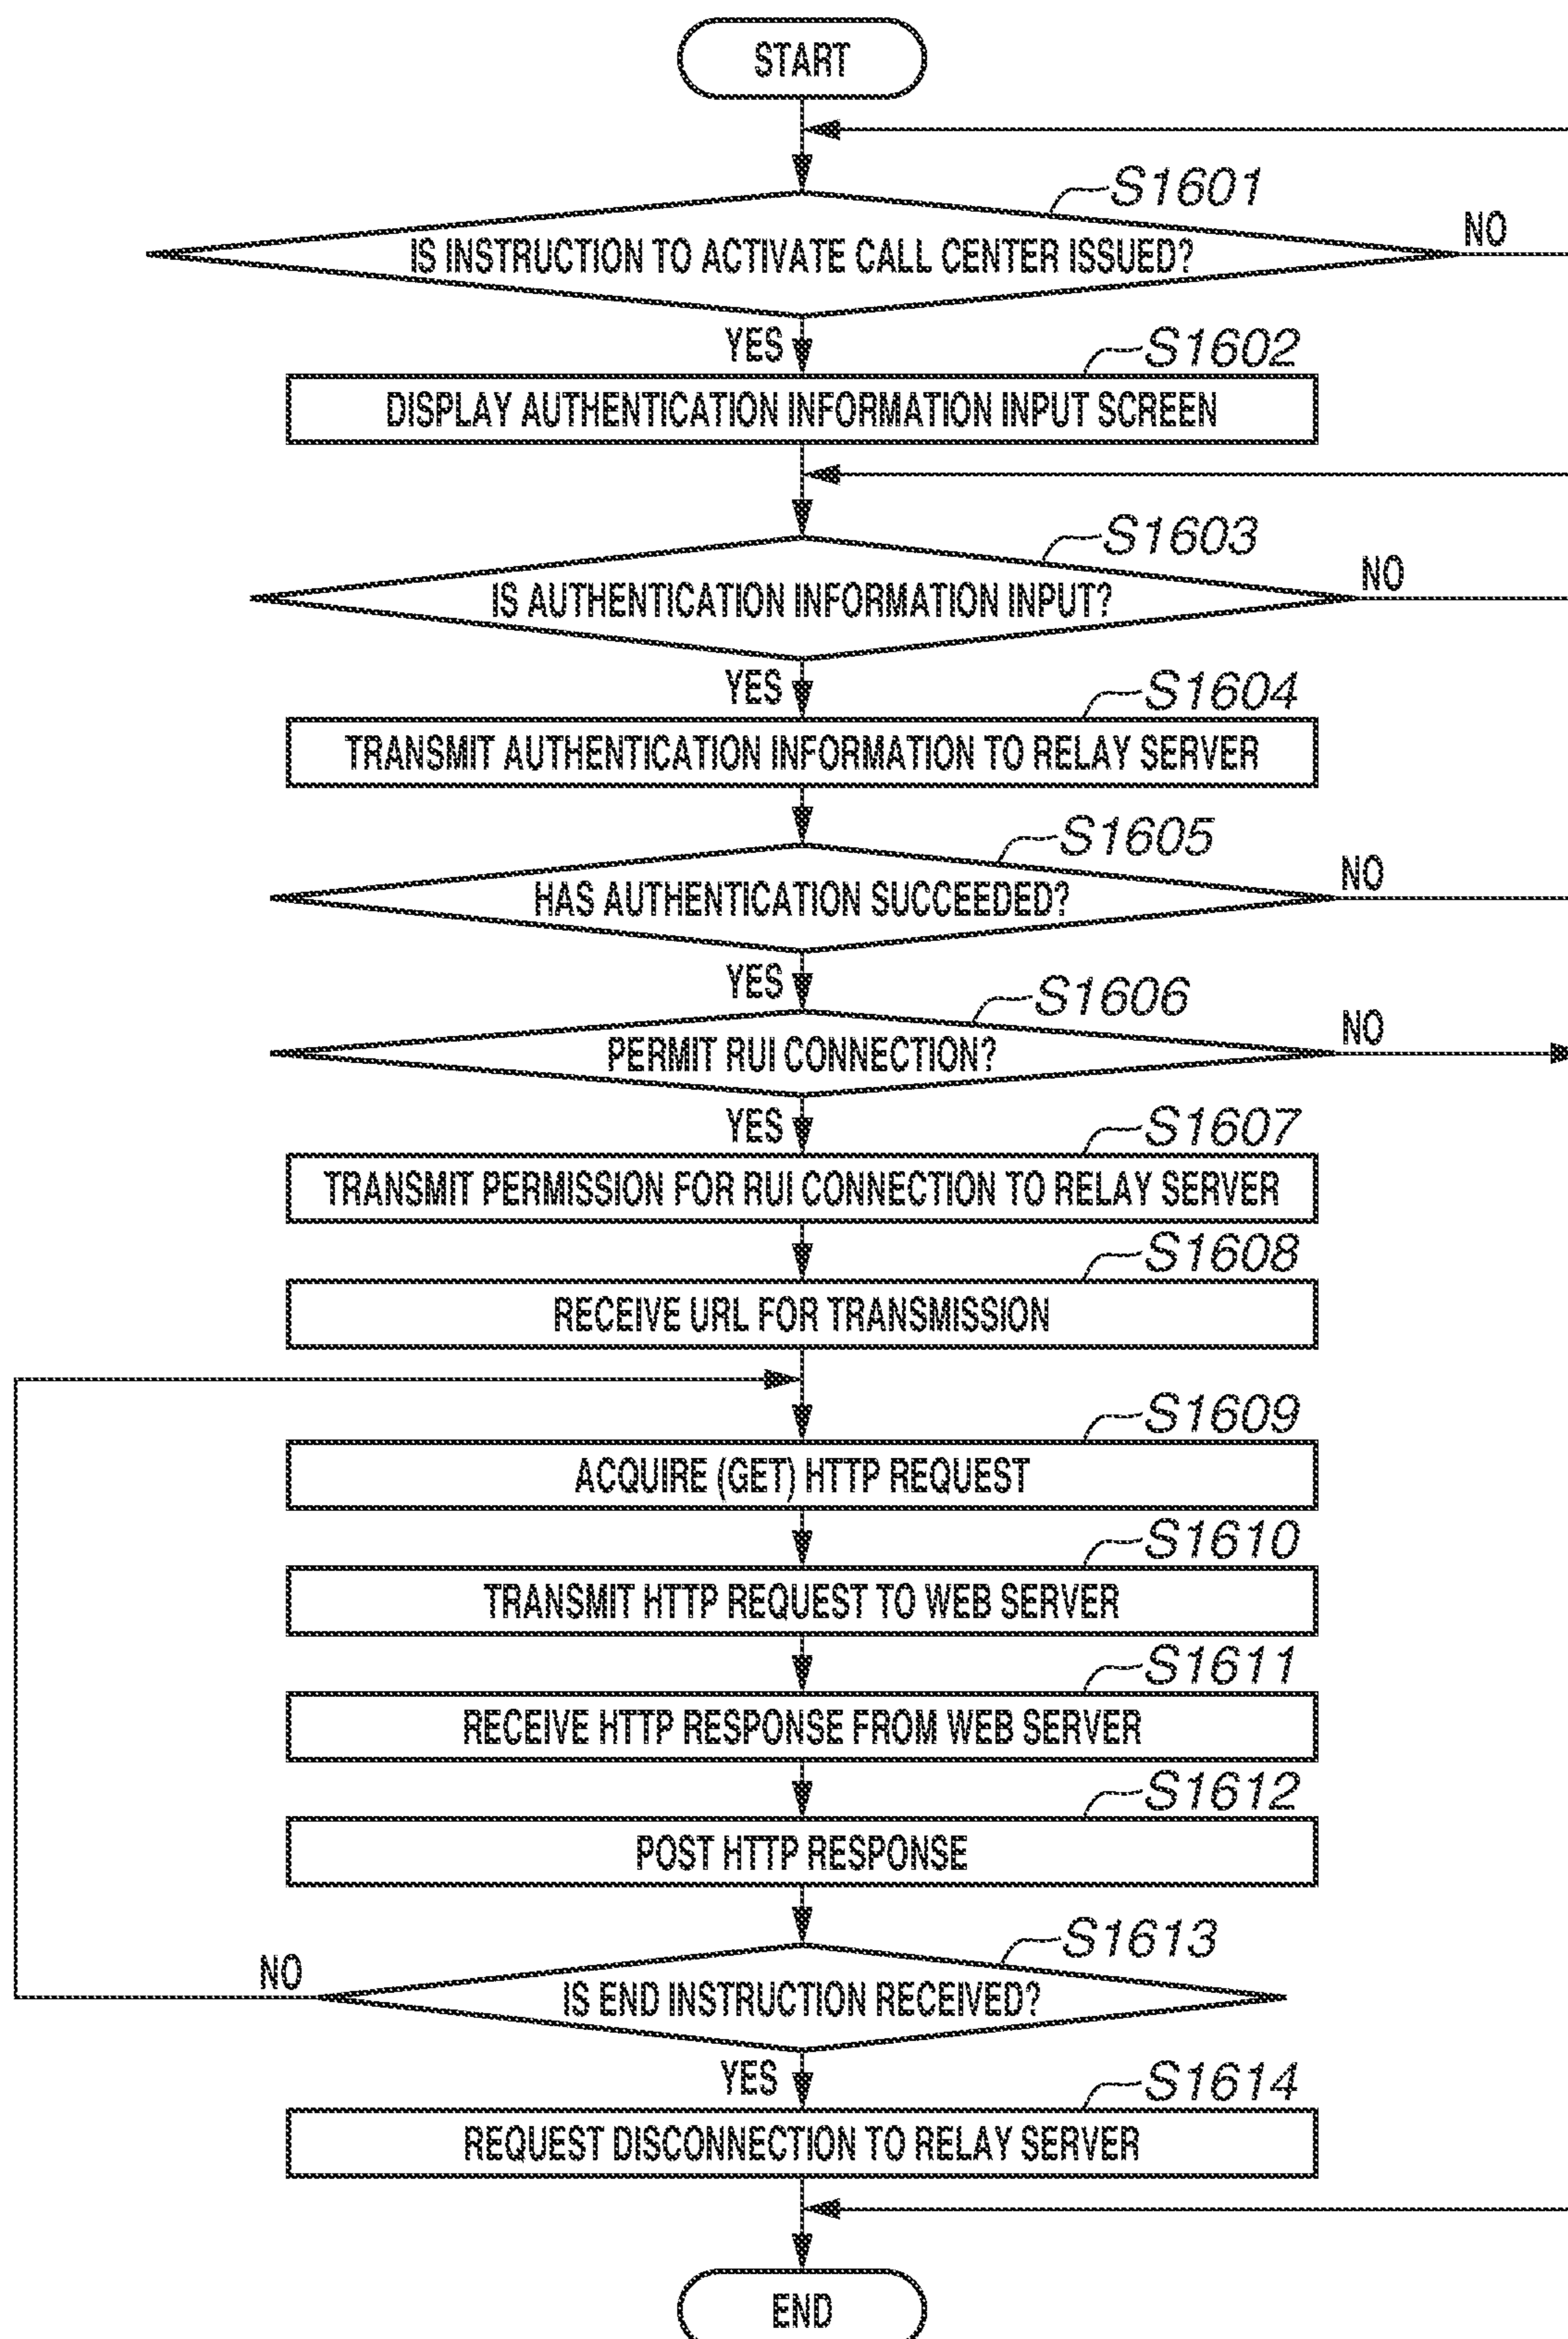 START
S1601
IS INSTRUCTION TO ACTIVATE CALL CENTER ISSUED?
NO
YES
S1602
DISPLAY AUTHENTICATION INFORMATION INPUT SCREEN
S1603
IS AUTHENTICATION INFORMATION INPUT?
NO
YES
S1604
TRANSMIT AUTHENTICATION INFORMATION TO RELAY SERVER
S1605
HAS AUTHENTICATION SUCCEEDED?
NO
YES
S1606
PERMIT RUI CONNECTION?
NO
YES
S1607
TRANSMIT PERMISSION FOR RUI CONNECTION TO RELAY SERVER
S1608
RECEIVE URL FOR TRANSMISSION
S1609
ACQUIRE (GET) HTTP REQUEST
S1610
TRANSMIT HTTP REQUEST TO WEB SERVER
S1611
RECEIVE HTTP RESPONSE FROM WEB SERVER
S1612
POST HTTP RESPONSE
S1613
NO
IS END INSTRUCTION RECEIVED?
YES
S1614
REQUEST DISCONNECTION TO RELAY SERVER
END